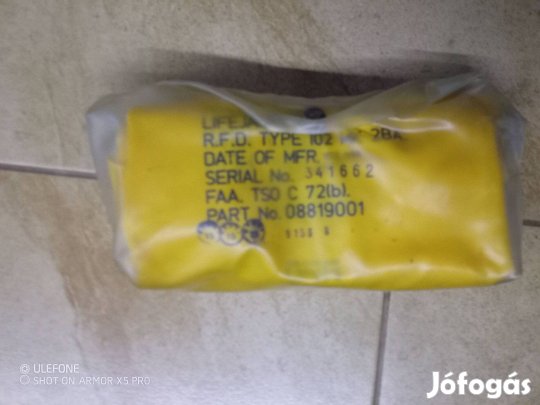 R.F.D. TYPE 102 2BA
DATE OF MFR.
SERIAL No. 341662
FAA. TSO C 72(b).
PART No. 08819001
ULEFONE
SHOT ON ARMOR X5 PRO
Jófogás